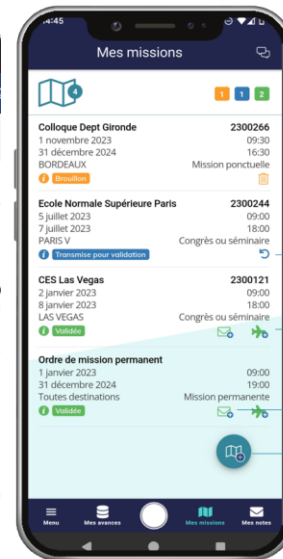 :45
Mes missions
4
1 1 2
Colloque Dept Gironde 2300266
1 novembre 2023 09:30
31 décembre 2024 16:30
BORDEAUX Mission ponctuelle
i Brouillon
Ecole Normale Supérieure Paris 2300244
5 juillet 2023 09:00
7 juillet 2023 18:00
PARIS V Congrès ou séminaire
i Transmise pour validation
CES Las Vegas 2300121
2 janvier 2023 09:00
8 janvier 2023 18:00
LAS VEGAS Congrès ou séminaire
i Validée
Ordre de mission permanent
1 janvier 2023 09:00
31 décembre 2024 19:00
Toutes destinations Mission permanente
i Validée
Menu Mes avances Mes missions Mes notes